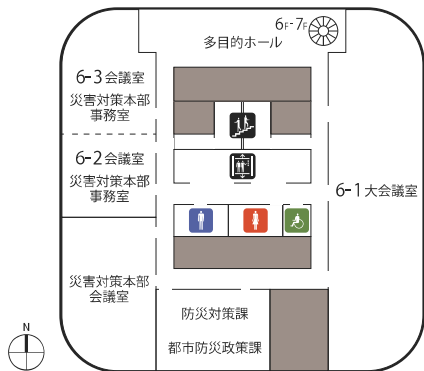 6F-7F
多目的ホール
6-3会議室
災害対策本部
事務室
6-2会議室
災害対策本部
事務室
6-1大会議室
災害対策本部
会議室
防災対策課
都市防災政策課
N